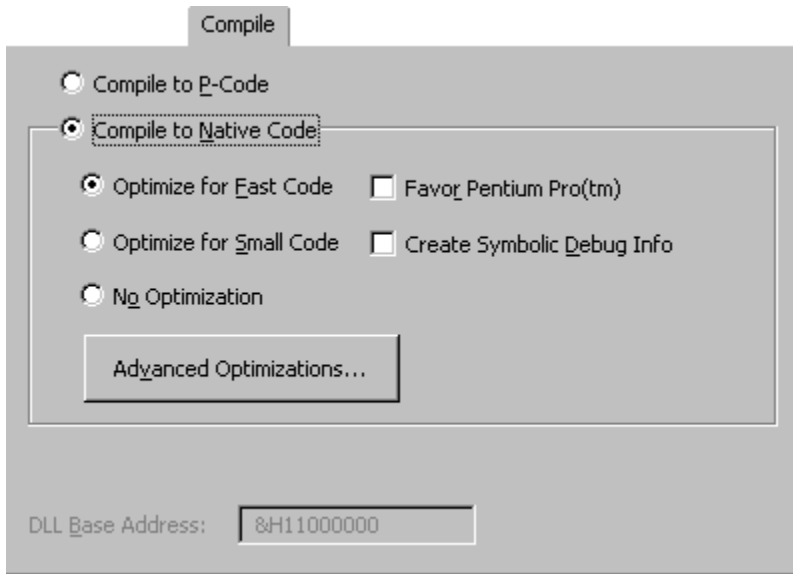 Compile
Compile to P-Code
Compile to Native Code
Optimize for Fast Code Favor Pentium Pro(tm)
Optimize for Small Code Create Symbolic Debug Info
No Optimization
Advanced Optimizations...
DLL Base Address: &H11000000